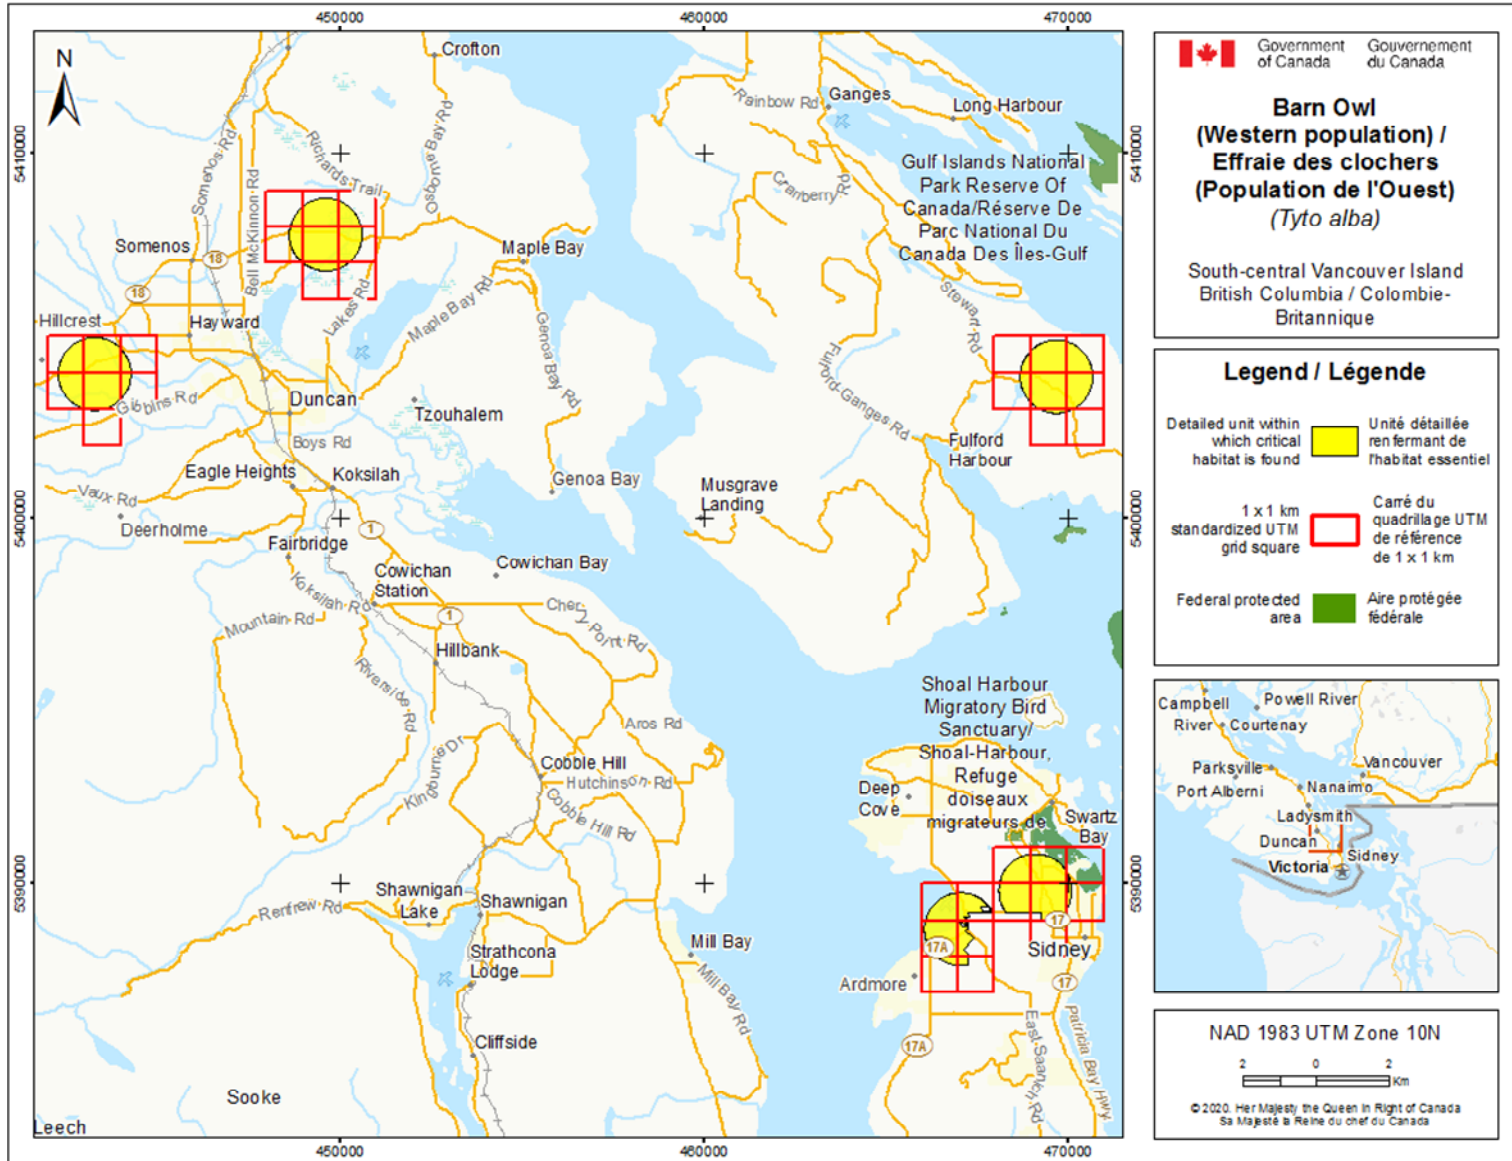 450000
460000
470000
N
Crofton
Ganges
Rainbow Rd
Long Harbour
5410000
5410000
Somenos Rd
Bell McKinnon Rd
Richards Trail
Osborne Bay Rd
Cranberry Rd
Gulf Islands National
Park Reserve Of
Canada/Réserve De
Parc National Du
Canada Des Îles-Gulf
Somenos
18
Maple Bay
18
Lakes Rd
Maple Bay Rd
Stewart Rd
Hillcrest
Hayward
Genoa Bay Rd
Fulford-Ganges Rd
Gibbins Rd
Duncan
Tzouhalem
Boys Rd
Fulford
Harbour
Eagle Heights
Koksilah
Genoa Bay
Musgrave
Landing
Vaux Rd
Deerholme
1
5400000
5400000
Fairbridge
Cowichan Bay
Cowichan
Station
Koksilah Rd
Cherry Point Rd
Mountain Rd
1
Hillbank
Riverside Rd
Shoal Harbour
Migratory Bird
Sanctuary/
Shoal-Harbour,
Refuge
doiseaux
migrateurs de
Aros Rd
Kingburne Dr
Cobble Hill
Hutchinson Rd
Cobble Hill Rd
Deep
Cove
Swartz
Bay
5390000
5390000
Shawnigan
Lake
Shawnigan
Renfrew Rd
17
17A
Sidney
Strathcona
Lodge
Mill Bay
Mill Bay Rd
Ardmore
17
17A
East Saanich Rd
Patricia Bay Hwy.
Cliffside
Sooke
Leech
450000
460000
470000
Government
of Canada
Gouvernement
du Canada
Barn Owl
(Western population) /
Effraie des clochers
(Population de l'Ouest)
(Tyto alba)
South-central Vancouver Island
British Columbia / Colombie-
Britannique
Legend / Légende
Detailed unit within
which critical
habitat is found
Unité détaillée
renfermant de
l'habitat essentiel
1 x 1 km
standardized UTM
grid square
Carré du
quadrillage UTM
de référence
de 1 x 1 km
Federal protected
area
Aire protégée
fédérale
Campbell
River
Powell River
Courtenay
Parksville
Port Alberni
Vancouver
Nanaimo
Ladysmith
Duncan
Sidney
Victoria
NAD 1983 UTM Zone 10N
2 0 2
Km
© 2020. Her Majesty the Queen in Right of Canada
Sa Majesté la Reine du chef du Canada